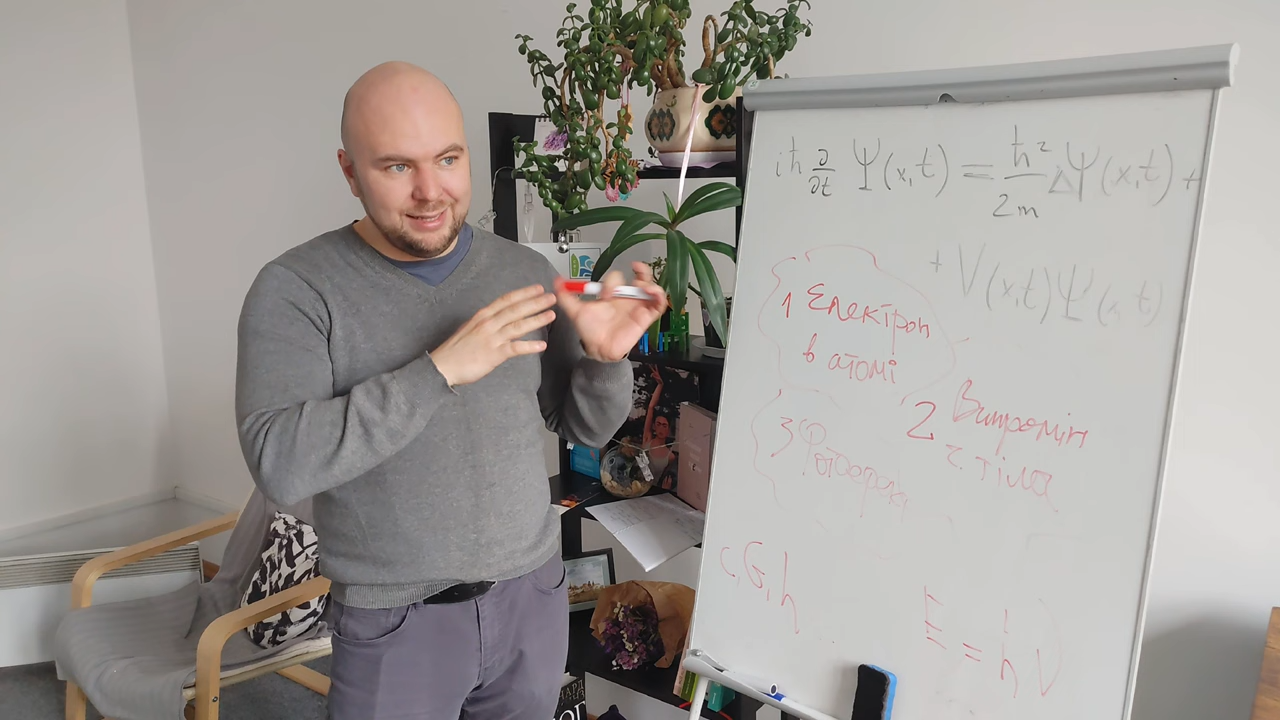 iħ ∂/∂t Ψ(x,t) = ħ²/2m ΔΨ(x,t) +
+ V(x,t)Ψ(x,t)
1 Електрон
в атомі
2 Випромін
ч. тіла
3 Фотоефект
c, G, h
E = hν